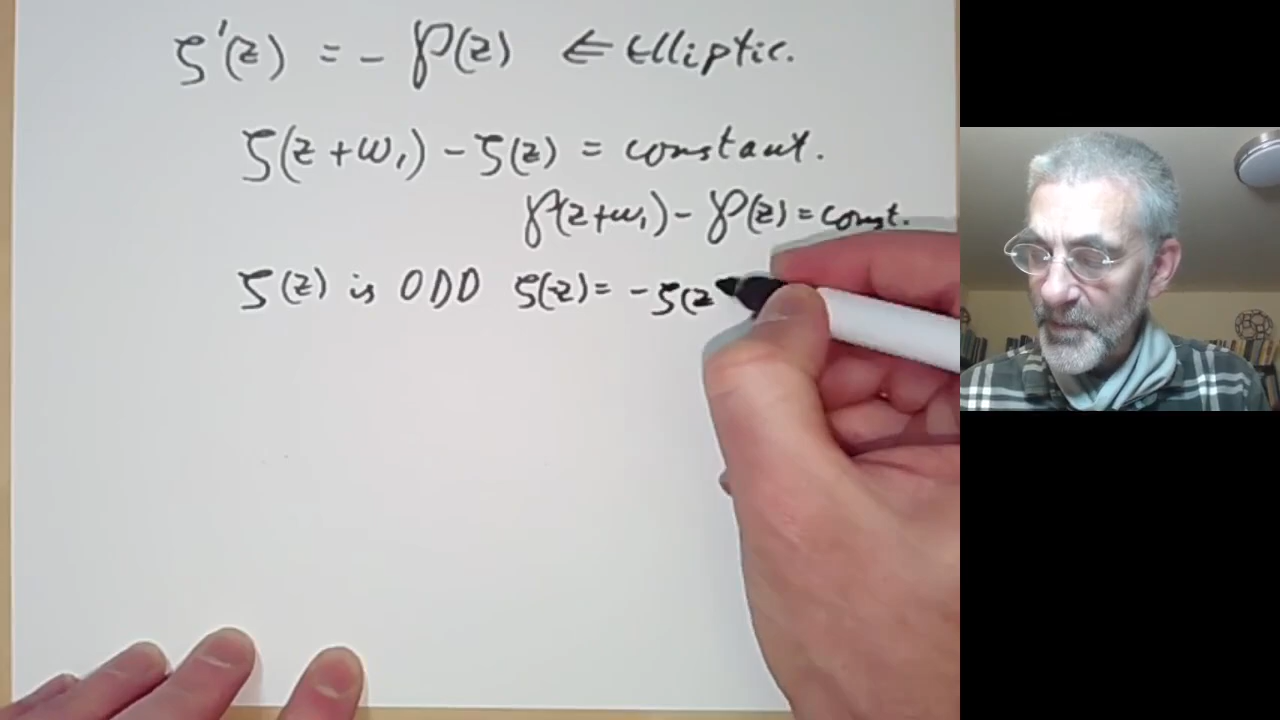 ζ'(z) = - ℘(z) ⇐ Elliptic.
ζ(z+ω₁) - ζ(z) = constant.
℘(z+ω₁) - ℘(z) = const.
ζ(z) is ODD ζ(-z) = -ζ(z